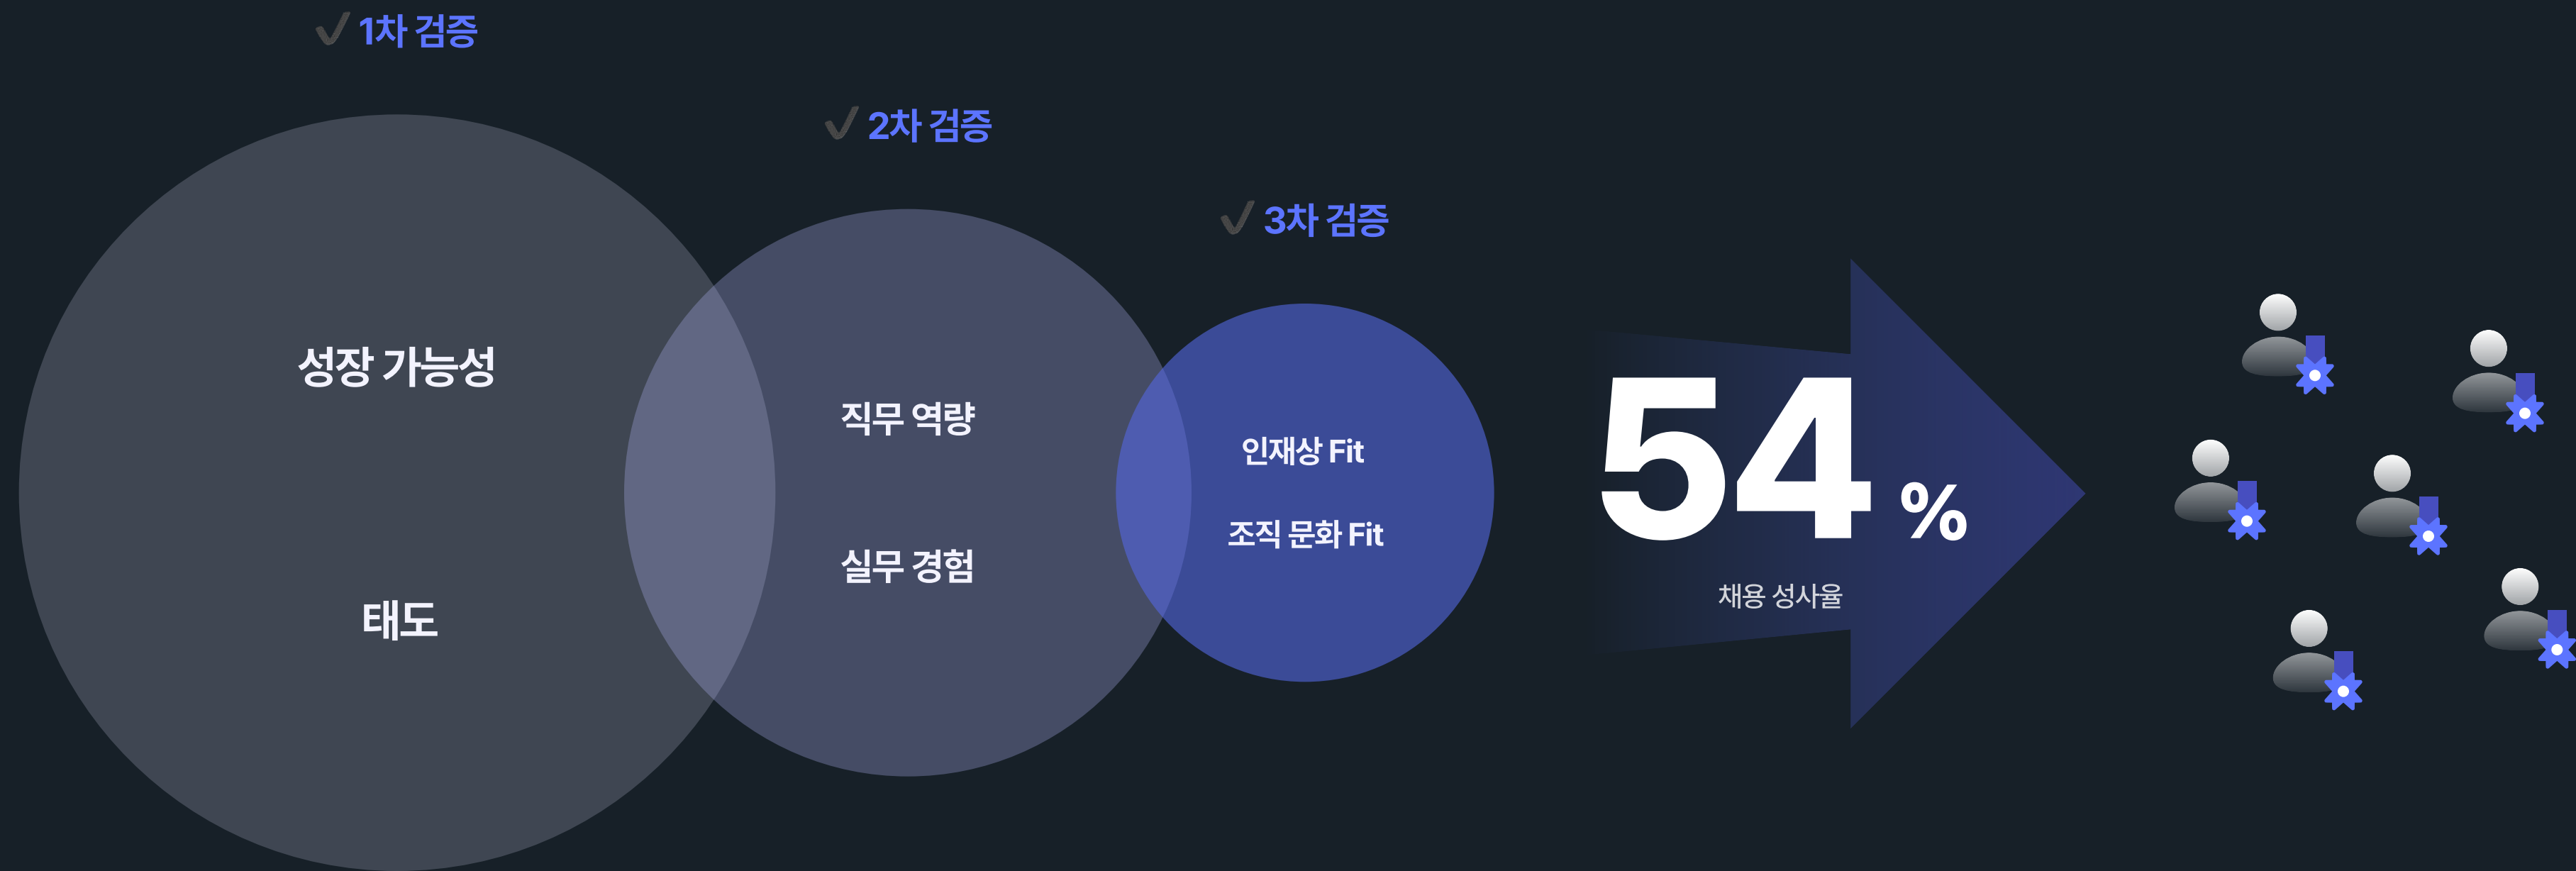 ✓ 1차 검증
성장 가능성
태도
✓ 2차 검증
직무 역량
실무 경험
✓ 3차 검증
인재상 Fit
조직 문화 Fit
54 %
채용 성사율